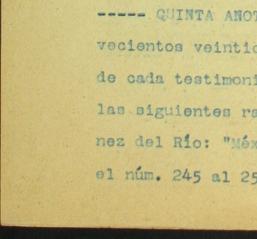 ----- QUINTA ANOT
vecientos veintic
de cada testimoni
las siguientes ra
nez del Río: "Méx
el núm. 245 al 25